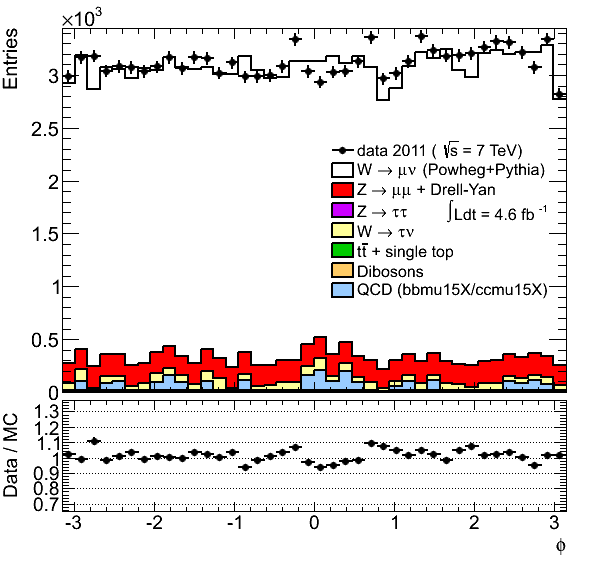 ×10³
Entries
3
2.5
2
1.5
1
0.5
0
data 2011 ( √s = 7 TeV)
W → μν (Powheg+Pythia)
Z → μμ + Drell-Yan
Z → ττ
∫Ldt = 4.6 fb⁻¹
W → τν
tt̅ + single top
Dibosons
QCD (bbmu15X/ccmu15X)
Data / MC
1.3
1.2
1.1
1
0.9
0.8
0.7
-3 -2 -1 0 1 2 3
ϕ